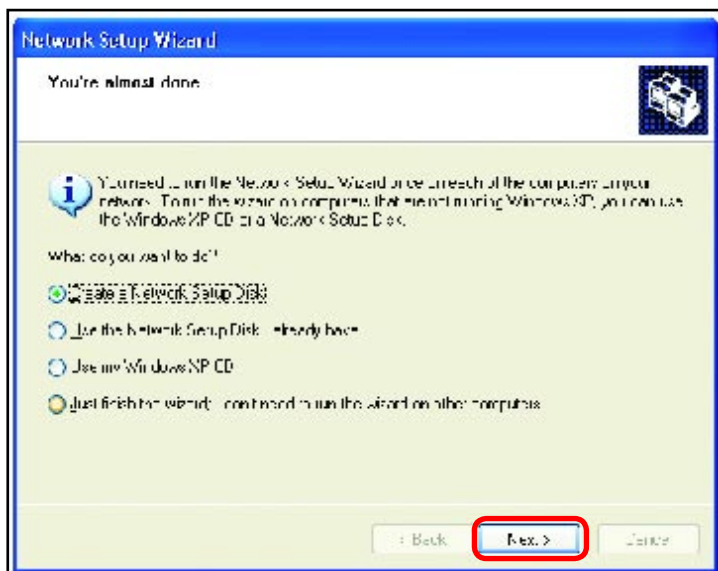 Network Setup Wizard
You're almost done...
You need to run the Network Setup Wizard once on each of the computers on your
network. To run the wizard on computers that are not running Windows XP, you can use
the Windows XP CD or a Network Setup Disk.
What do you want to do?
Create a Network Setup Disk
Use the Network Setup Disk I already have
Use my Windows XP CD
Just finish the wizard; I don't need to run the wizard on other computers
< Back
Next >
Cancel